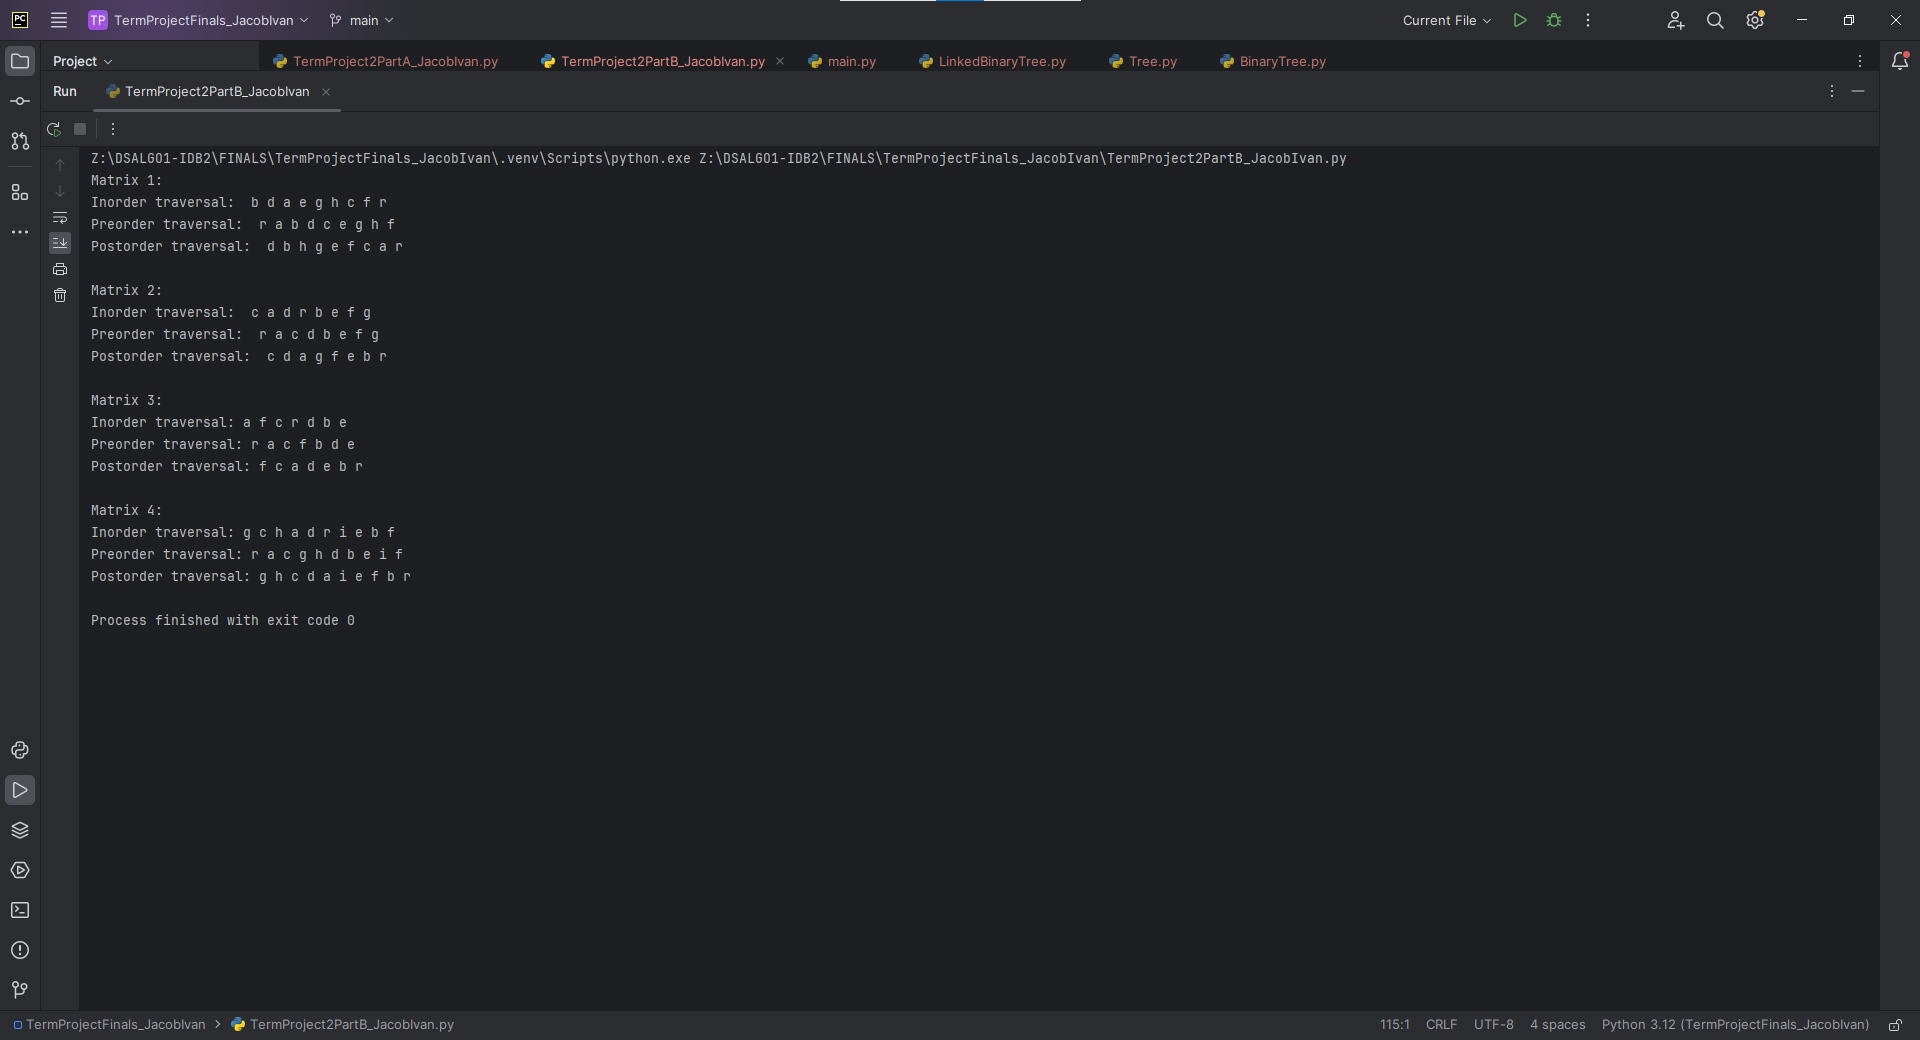 PC TP TermProjectFinals_JacobIvan main Current File
Project TermProject2PartA_JacobIvan.py TermProject2PartB_JacobIvan.py main.py LinkedBinaryTree.py Tree.py BinaryTree.py
Run TermProject2PartB_JacobIvan
Z:\DSALGO1-IDB2\FINALS\TermProjectFinals_JacobIvan\.venv\Scripts\python.exe Z:\DSALGO1-IDB2\FINALS\TermProjectFinals_JacobIvan\TermProject2PartB_JacobIvan.py
Matrix 1:
Inorder traversal:  b d a e g h c f r
Preorder traversal:  r a b d c e g h f
Postorder traversal:  d b h g e f c a r
Matrix 2:
Inorder traversal:  c a d r b e f g
Preorder traversal:  r a c d b e f g
Postorder traversal:  c d a g f e b r
Matrix 3:
Inorder traversal: a f c r d b e
Preorder traversal: r a c f b d e
Postorder traversal: f c a d e b r
Matrix 4:
Inorder traversal: g c h a d r i e b f
Preorder traversal: r a c g h d b e i f
Postorder traversal: g h c d a i e f b r
Process finished with exit code 0
TermProjectFinals_JacobIvan > TermProject2PartB_JacobIvan.py 115:1 CRLF UTF-8 4 spaces Python 3.12 (TermProjectFinals_JacobIvan)